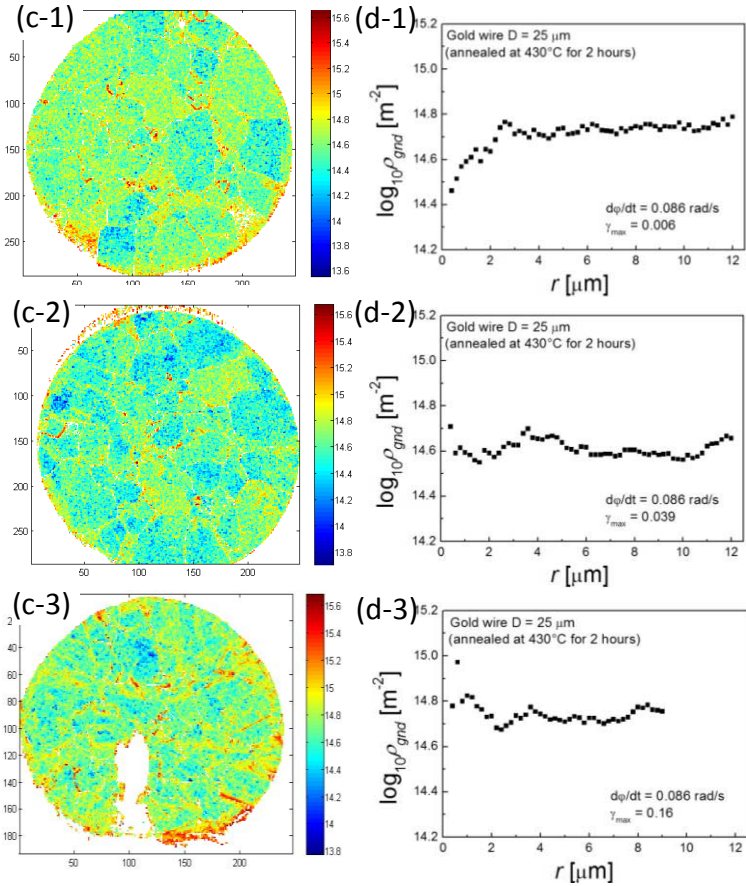 (c-1)
15.6
15.4
15.2
15
14.8
14.6
14.4
14.2
14
13.8
13.6
50
100
150
200
250
50 100 150 200
(d-1)
Gold wire D = 25 μm
(annealed at 430°C for 2 hours)
15.2
15.0
14.8
14.6
14.4
14.2
log₁₀ρgnd [m⁻²]
dφ/dt = 0.086 rad/s
γmax = 0.006
0 2 4 6 8 10 12
r [μm]
(c-2)
15.6
15.4
15.2
15
14.8
14.6
14.4
14.2
14
13.8
50
100
150
200
250
50 100 150 200
(d-2)
Gold wire D = 25 μm
(annealed at 430°C for 2 hours)
15.2
15.0
14.8
14.6
14.4
14.2
log₁₀ρgnd [m⁻²]
dφ/dt = 0.086 rad/s
γmax = 0.039
0 2 4 6 8 10 12
r [μm]
(c-3)
15.6
15.4
15.2
15
14.8
14.6
14.4
14.2
14
13.8
2
40
60
80
100
120
140
160
180
50 100 150 200
(d-3)
Gold wire D = 25 μm
(annealed at 430°C for 2 hours)
15.2
15.0
14.8
14.6
14.4
14.2
log₁₀ρgnd [m⁻²]
dφ/dt = 0.086 rad/s
γmax = 0.16
0 2 4 6 8 10 12
r [μm]